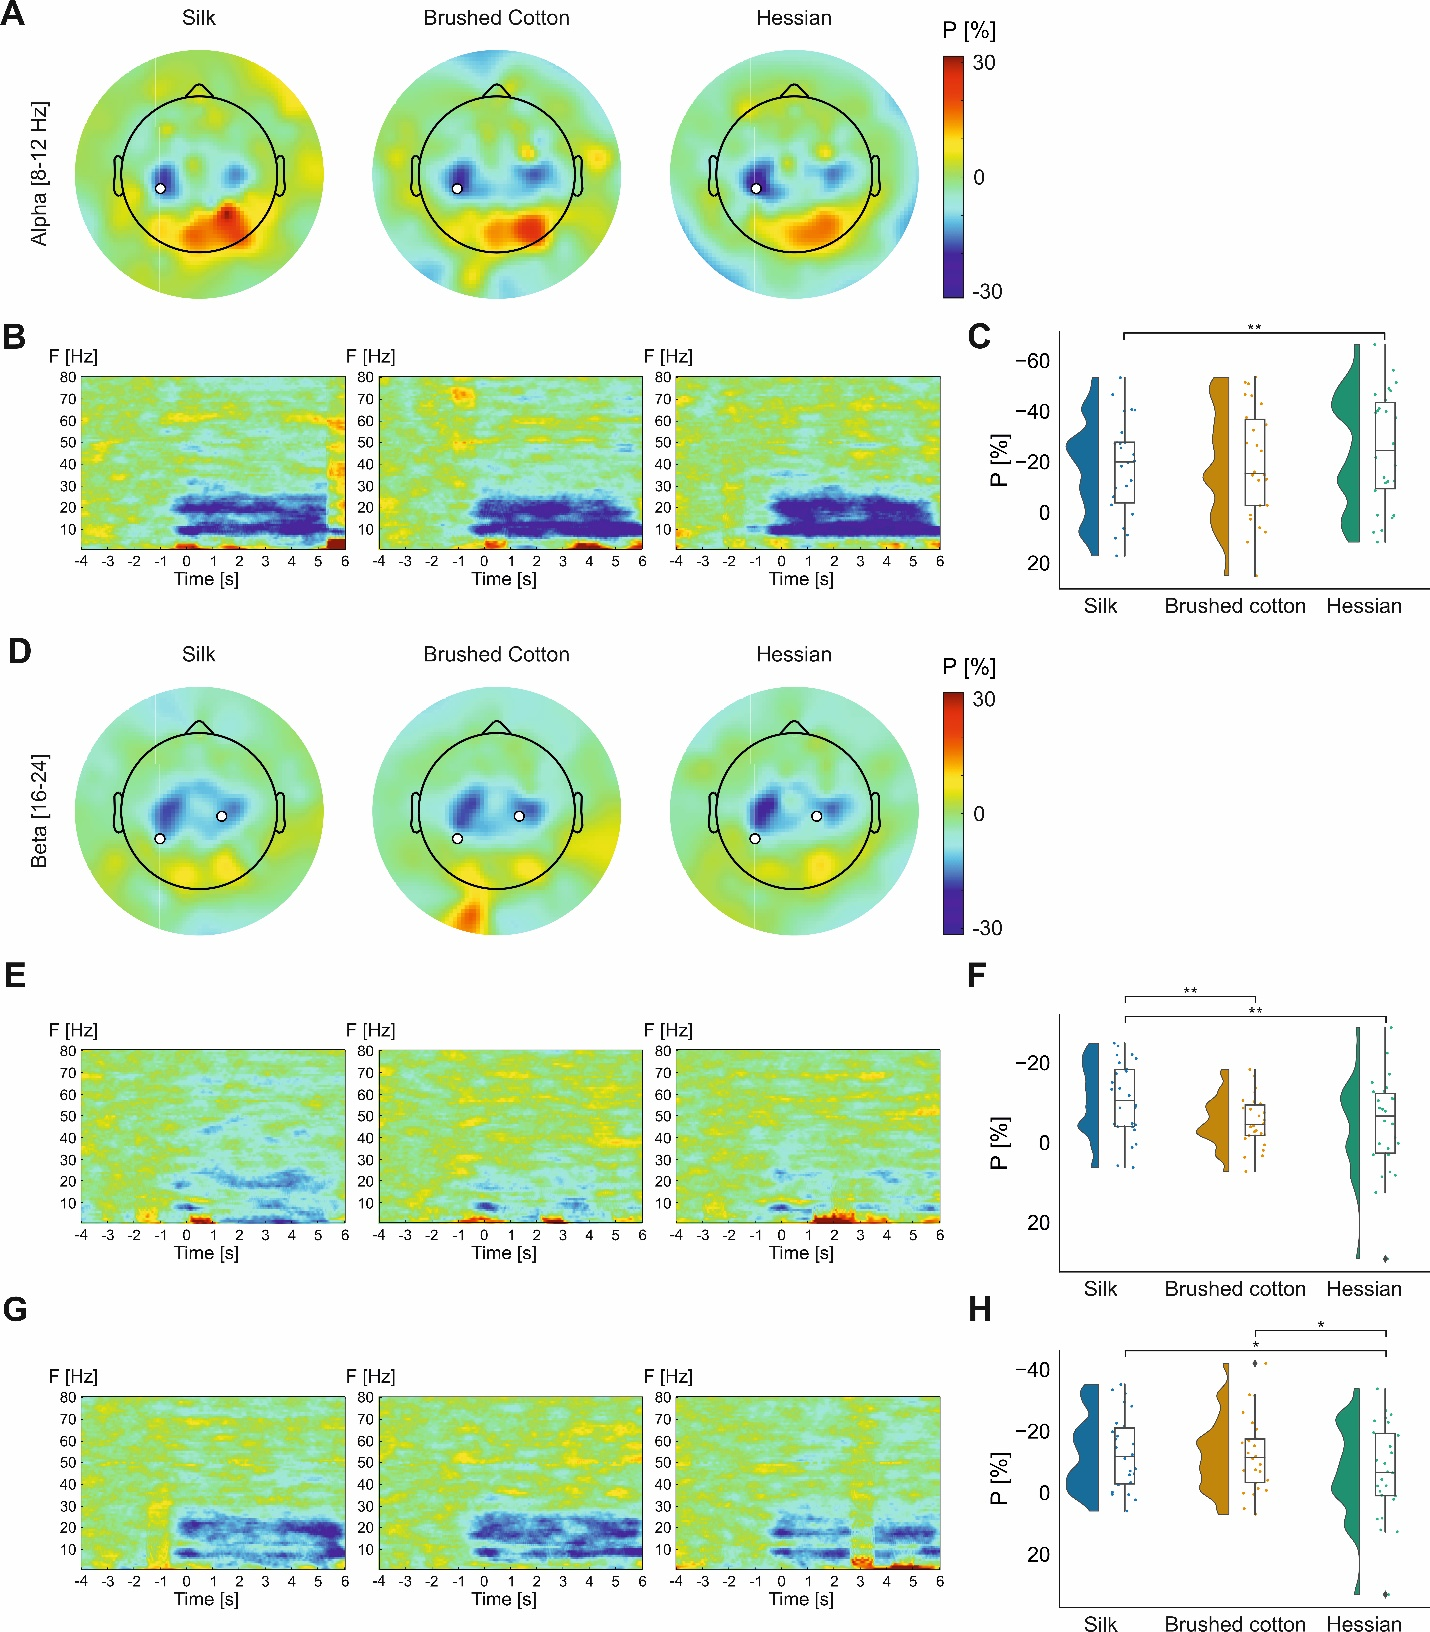 A
Silk Brushed Cotton Hessian
P [%]
Alpha [8-12 Hz]
30
0
-30
B
F [Hz] F [Hz] F [Hz]
80 80 80
70 70 70
60 60 60
50 50 50
40 40 40
30 30 30
20 20 20
10 10 10
-4 -3 -2 -1 0 1 2 3 4 5 6 -4 -3 -2 -1 0 1 2 3 4 5 6 -4 -3 -2 -1 0 1 2 3 4 5 6
Time [s] Time [s] Time [s]
C
**
P [%]
−60
−40
−20
0
20
Silk Brushed cotton Hessian
D
Silk Brushed Cotton Hessian
P [%]
Beta [16-24]
30
0
-30
E
F [Hz] F [Hz] F [Hz]
80 80 80
70 70 70
60 60 60
50 50 50
40 40 40
30 30 30
20 20 20
10 10 10
-4 -3 -2 -1 0 1 2 3 4 5 6 -4 -3 -2 -1 0 1 2 3 4 5 6 -4 -3 -2 -1 0 1 2 3 4 5 6
Time [s] Time [s] Time [s]
F
**
**
P [%]
−20
0
20
Silk Brushed cotton Hessian
G
F [Hz] F [Hz] F [Hz]
80 80 80
70 70 70
60 60 60
50 50 50
40 40 40
30 30 30
20 20 20
10 10 10
-4 -3 -2 -1 0 1 2 3 4 5 6 -4 -3 -2 -1 0 1 2 3 4 5 6 -4 -3 -2 -1 0 1 2 3 4 5 6
Time [s] Time [s] Time [s]
H
*
*
P [%]
−40
−20
0
20
Silk Brushed cotton Hessian